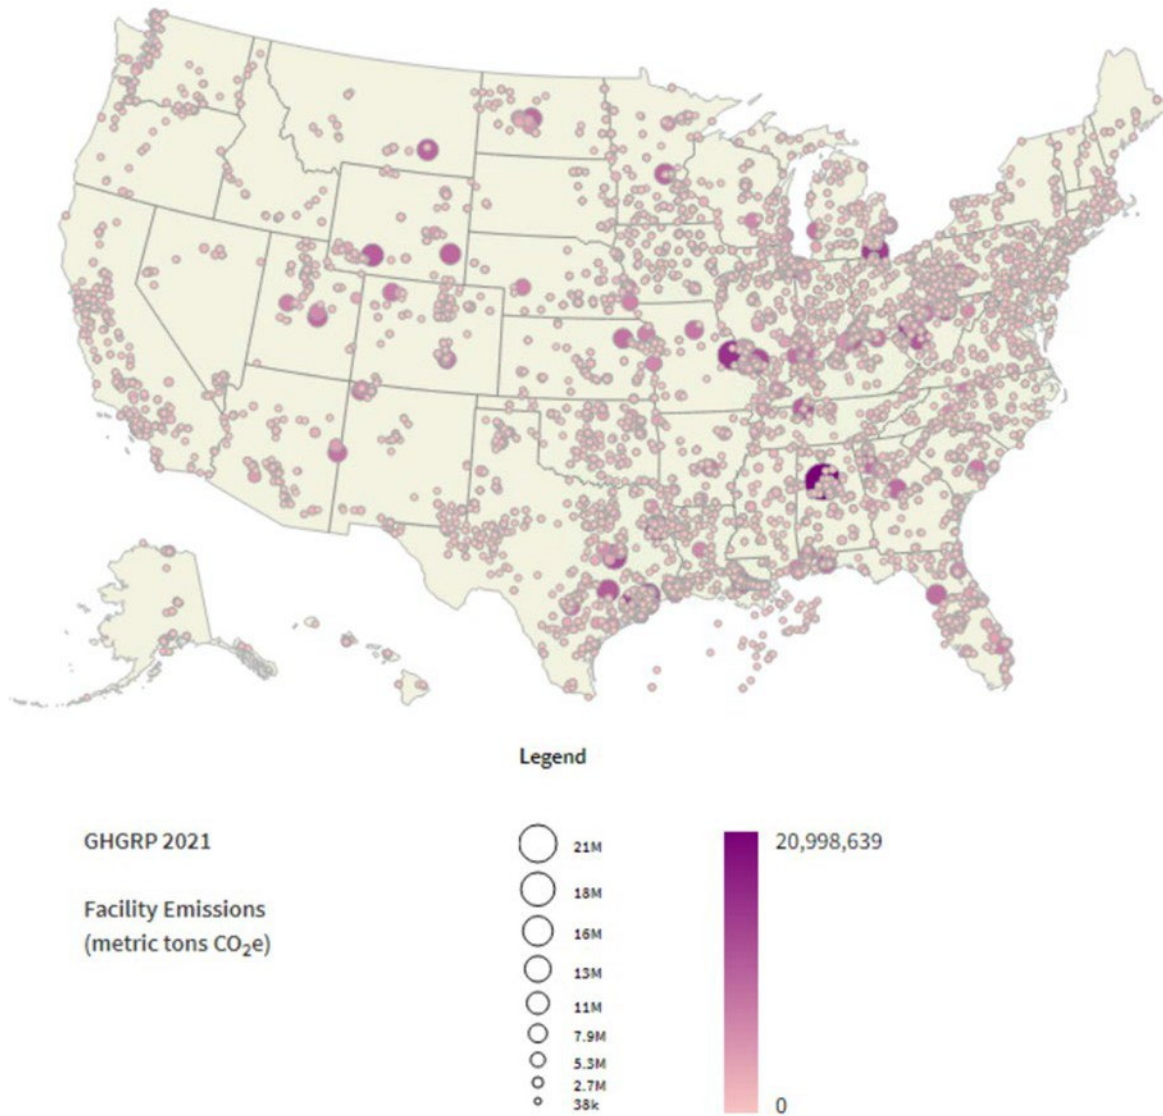 Legend
GHGRP 2021
Facility Emissions
(metric tons CO₂e)
21M
18M
16M
13M
11M
7.9M
5.3M
2.7M
38k
20,998,639
0